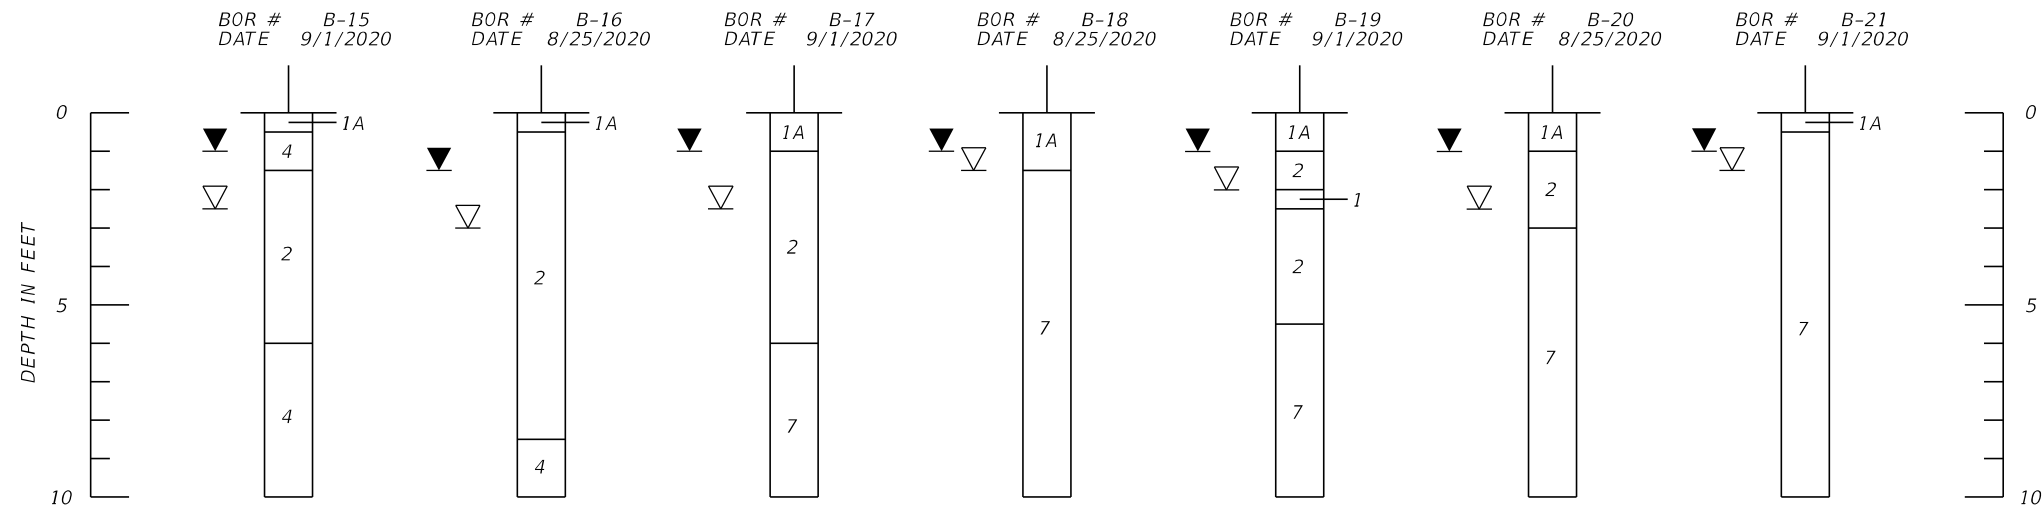 BOR # B-15 BOR # B-16 BOR # B-17 BOR # B-18 BOR # B-19 BOR # B-20 BOR # B-21
DATE 9/1/2020 DATE 8/25/2020 DATE 9/1/2020 DATE 8/25/2020 DATE 9/1/2020 DATE 8/25/2020 DATE 9/1/2020
0 0
1A 1A 1A
1A 1A 1A
1A
4
2
2
1
2 2
2
2
DEPTH IN FEET
5 5
7 7
7
7
4
7
4
10 10